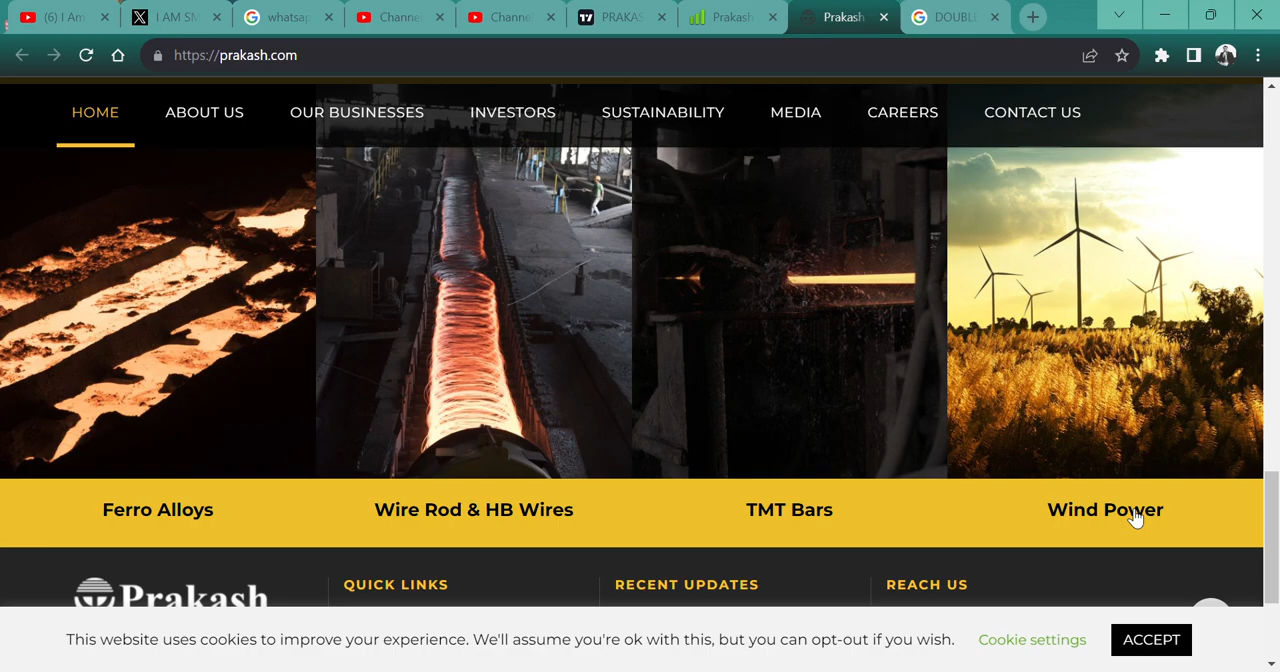 (6) I Am
I AM SM
whatsap
Channe
Channe
PRAKAS
Prakash
Prakash
DOUBL
https://prakash.com
HOME ABOUT US OUR BUSINESSES INVESTORS SUSTAINABILITY MEDIA CAREERS CONTACT US
Ferro Alloys Wire Rod & HB Wires TMT Bars Wind Power
Prakash QUICK LINKS RECENT UPDATES REACH US
This website uses cookies to improve your experience. We'll assume you're ok with this, but you can opt-out if you wish. Cookie settings ACCEPT